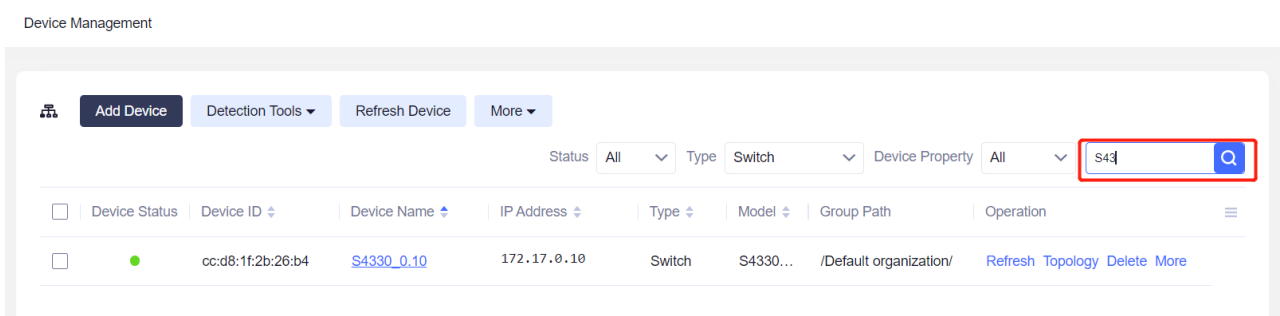 Device Management
Add Device Detection Tools Refresh Device More
Status All Type Switch Device Property All S43
Device Status Device ID Device Name IP Address Type Model Group Path Operation
cc:d8:1f:2b:26:b4 S4330_0.10 172.17.0.10 Switch S4330... /Default organization/ Refresh Topology Delete More